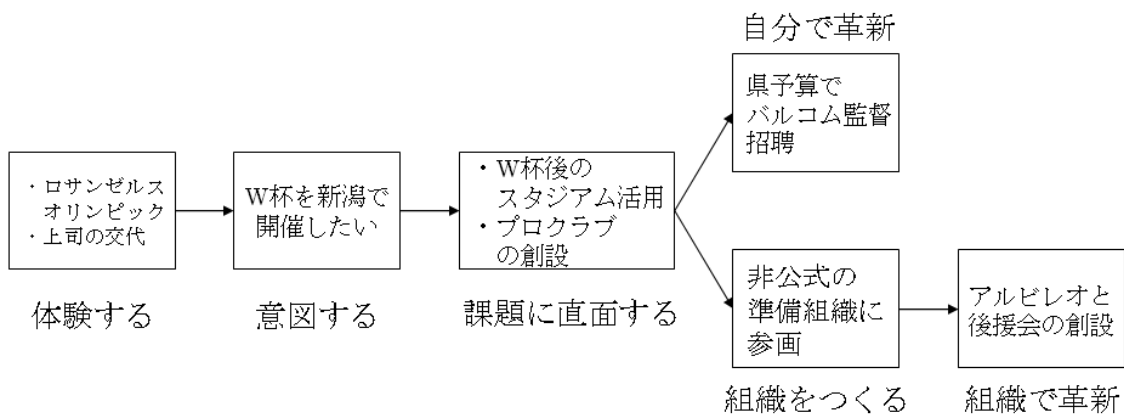 ・ロサンゼルス
オリンピック
・上司の交代
体験する
W杯を新潟で
開催したい
意図する
・W杯後の
スタジアム活用
・プロクラブ
の創設
課題に直面する
自分で革新
県予算で
バルコム監督
招聘
非公式の
準備組織に
参画
組織をつくる
アルビレオと
後援会の創設
組織で革新